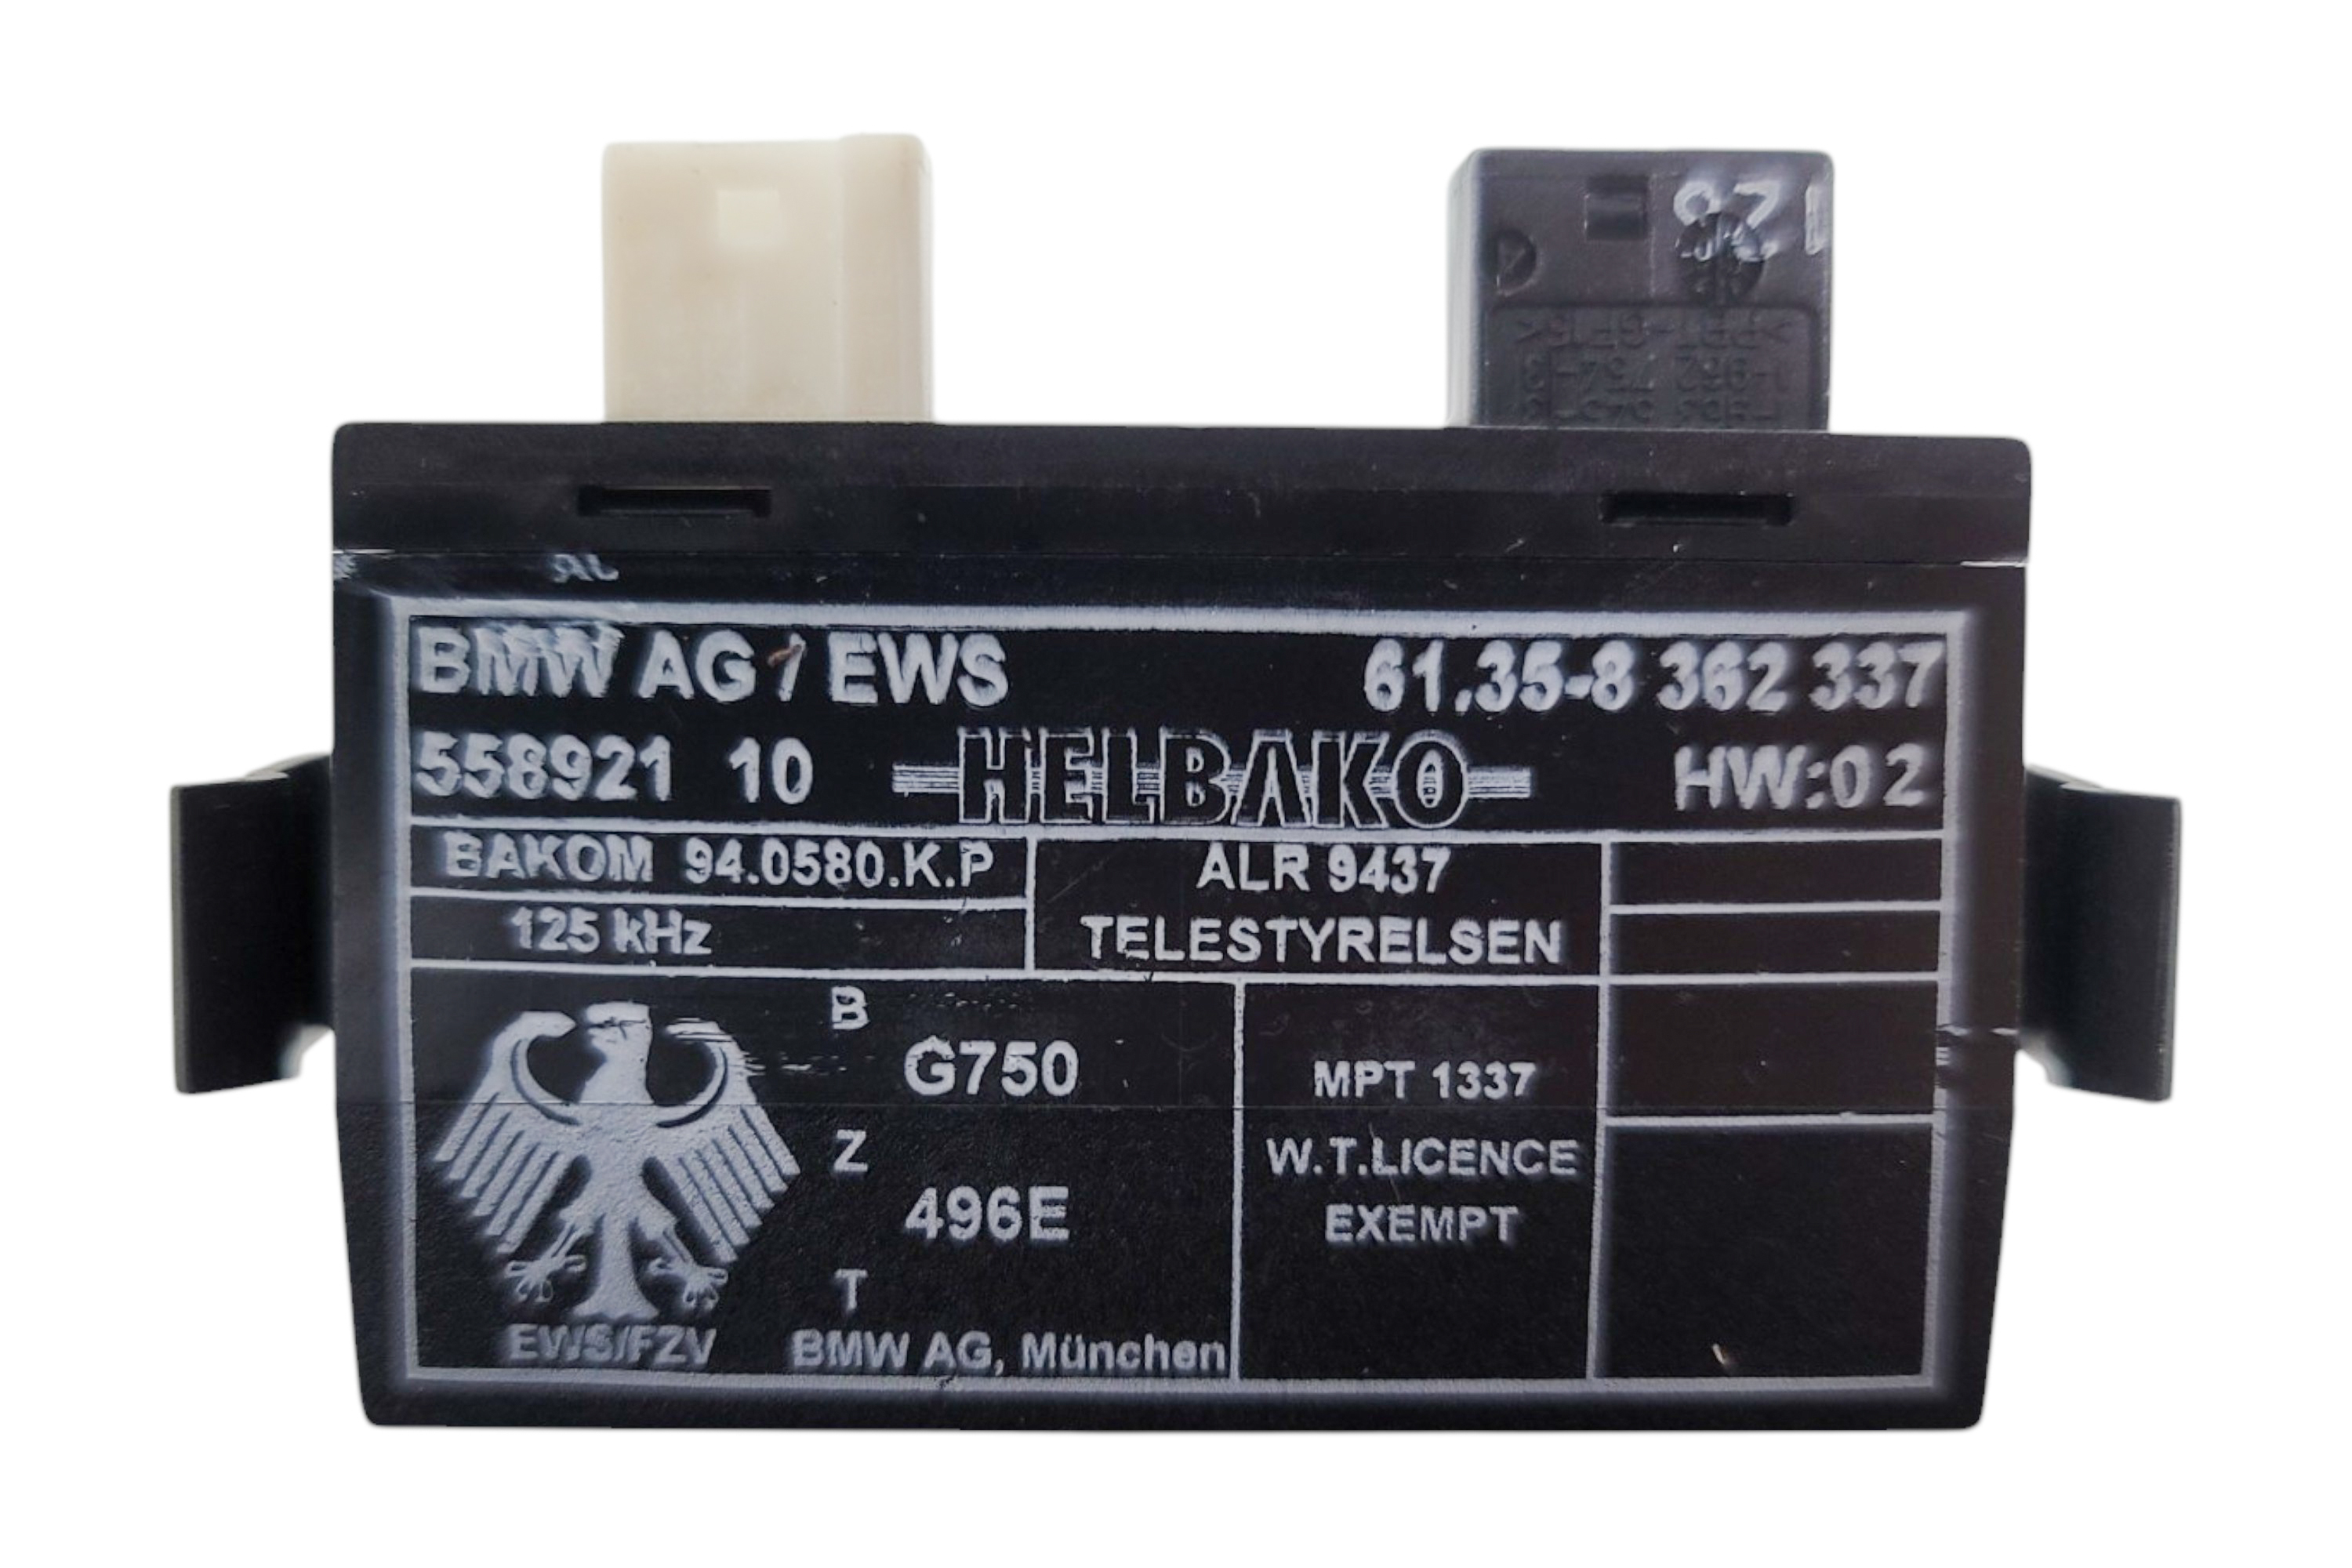 BMW AG / EWS 61.35-8 362 337
558921 10 HELBAKO HW:02
BAKOM 94.0580.K.P
125 kHz
ALR 9437
TELESTYRELSEN
B
G750
Z
496E
T
EWS/FZV BMW AG, München
MPT 1337
W.T.LICENCE
EXEMPT